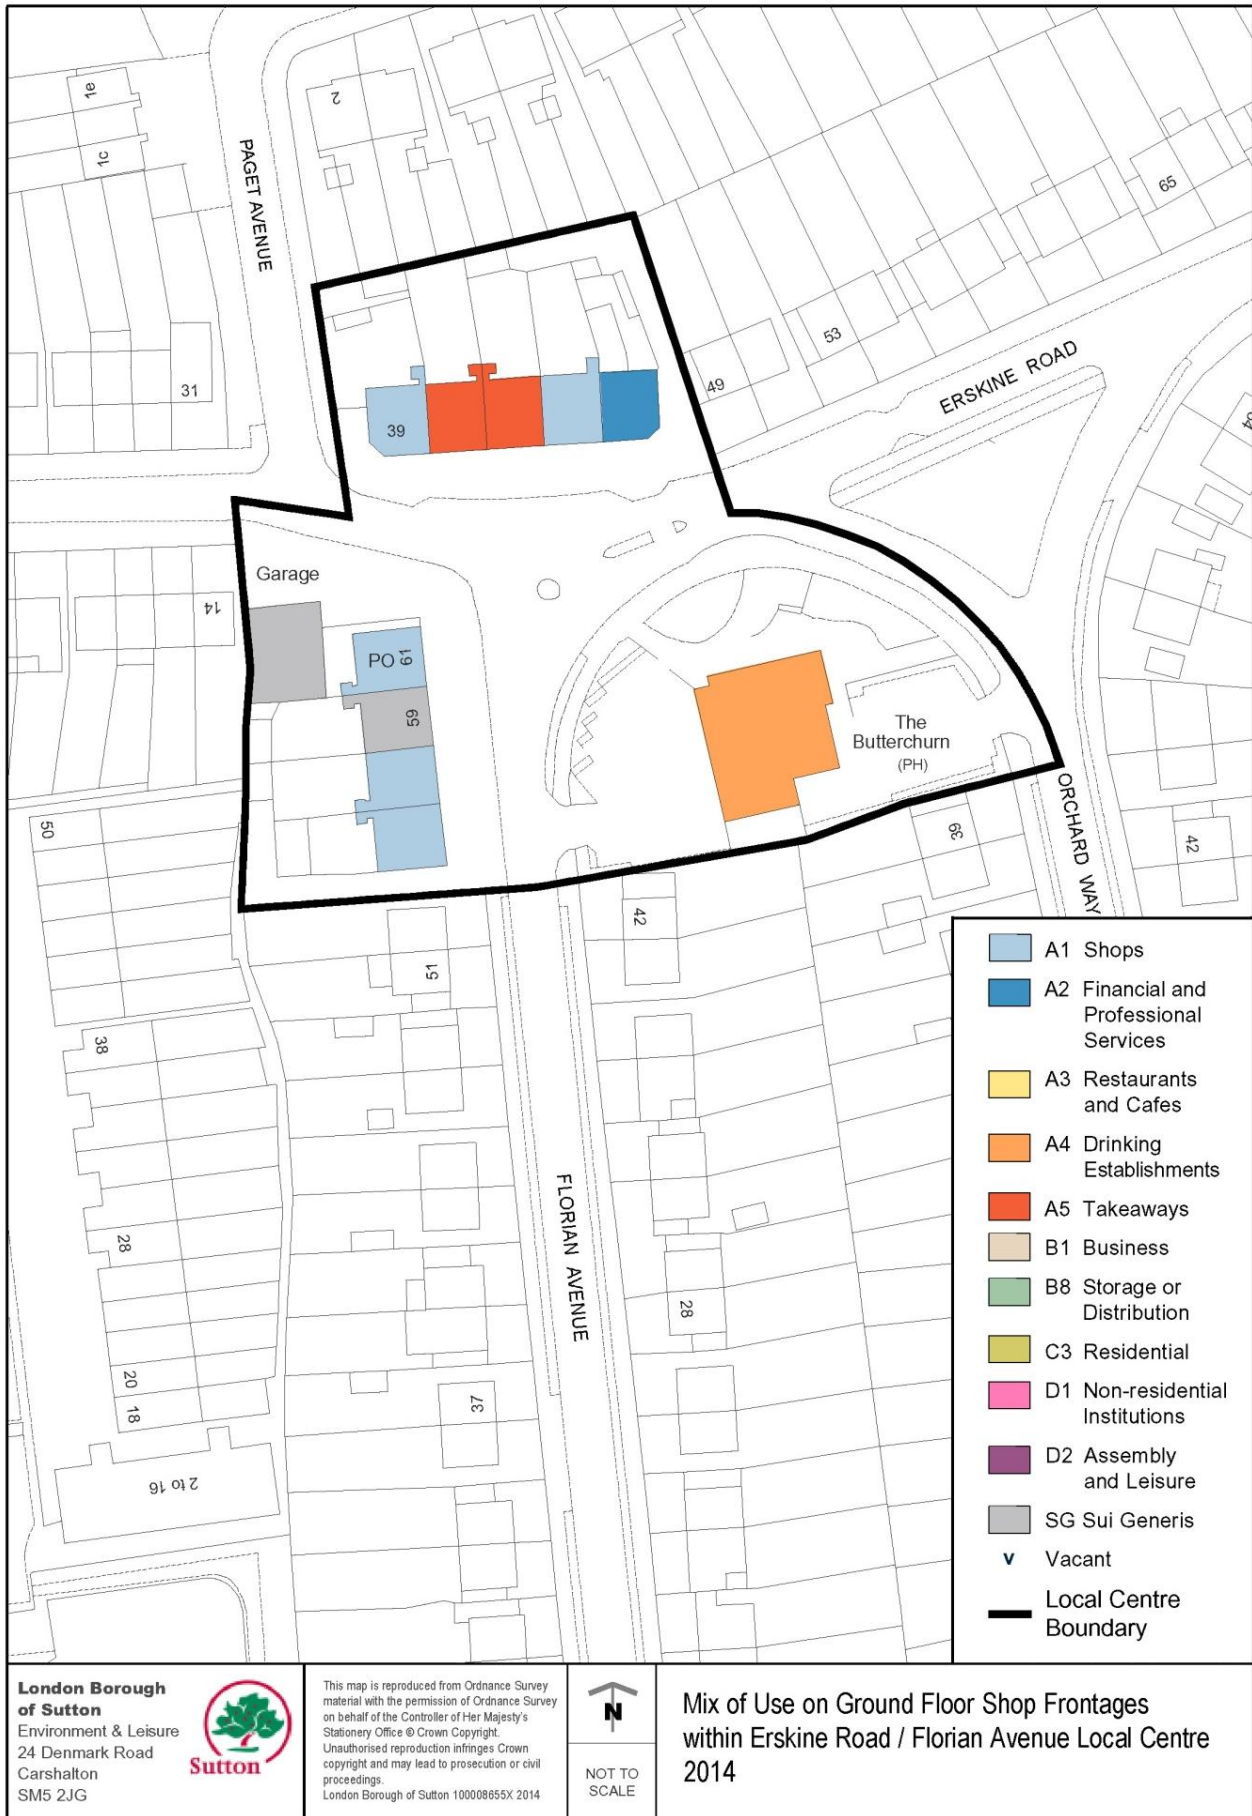 1e
1c
2
PAGET AVENUE
65
53
49
31
39
ERSKINE ROAD
Garage
14
PO 61
59
The
Butterchurn
(PH)
ORCHARD WAY
39
42
50
42
51
38
28
FLORIAN AVENUE
28
20
18
37
2 to 16
A1 Shops
A2 Financial and
Professional
Services
A3 Restaurants
and Cafes
A4 Drinking
Establishments
A5 Takeaways
B1 Business
B8 Storage or
Distribution
C3 Residential
D1 Non-residential
Institutions
D2 Assembly
and Leisure
SG Sui Generis
v Vacant
Local Centre
Boundary
London Borough
of Sutton
Environment & Leisure
24 Denmark Road
Carshalton
SM5 2JG
Sutton
This map is reproduced from Ordnance Survey
material with the permission of Ordnance Survey
on behalf of the Controller of Her Majesty's
Stationery Office © Crown Copyright.
Unauthorised reproduction infringes Crown
copyright and may lead to prosecution or civil
proceedings.
London Borough of Sutton 100008655X 2014
N
NOT TO
SCALE
Mix of Use on Ground Floor Shop Frontages
within Erskine Road / Florian Avenue Local Centre
2014